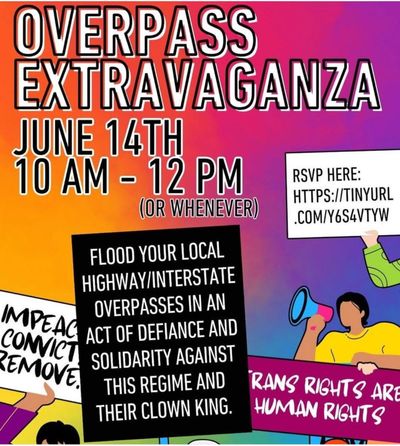 OVERPASS
EXTRAVAGANZA
JUNE 14TH
10 AM - 12 PM
(OR WHENEVER)
RSVP HERE:
HTTPS://TINYURL
.COM/Y6S4VTYW
FLOOD YOUR LOCAL
HIGHWAY/INTERSTATE
OVERPASSES IN AN
ACT OF DEFIANCE AND
SOLIDARITY AGAINST
THIS REGIME AND
THEIR CLOWN KING.
IMPEAC
CONVICT
REMOVE.
TRANS RIGHTS ARE
HUMAN RIGHTS